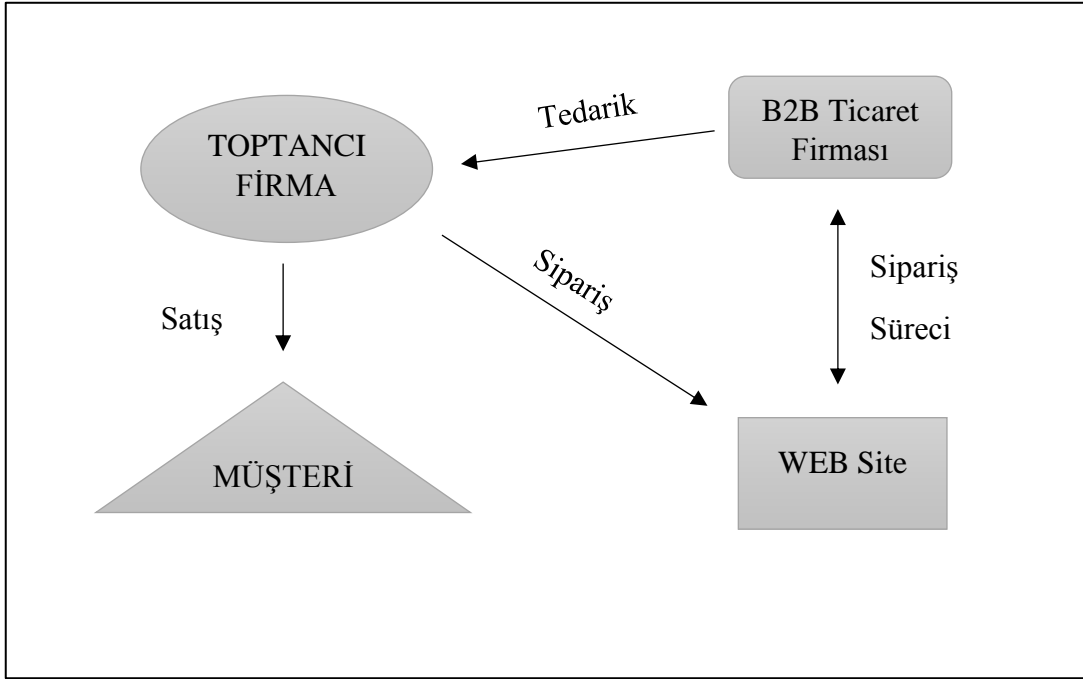 TOPTANCI
FİRMA
Tedarik
B2B Ticaret
Firması
Satış
Sipariş
Sipariş
Süreci
MÜŞTERİ
WEB Site